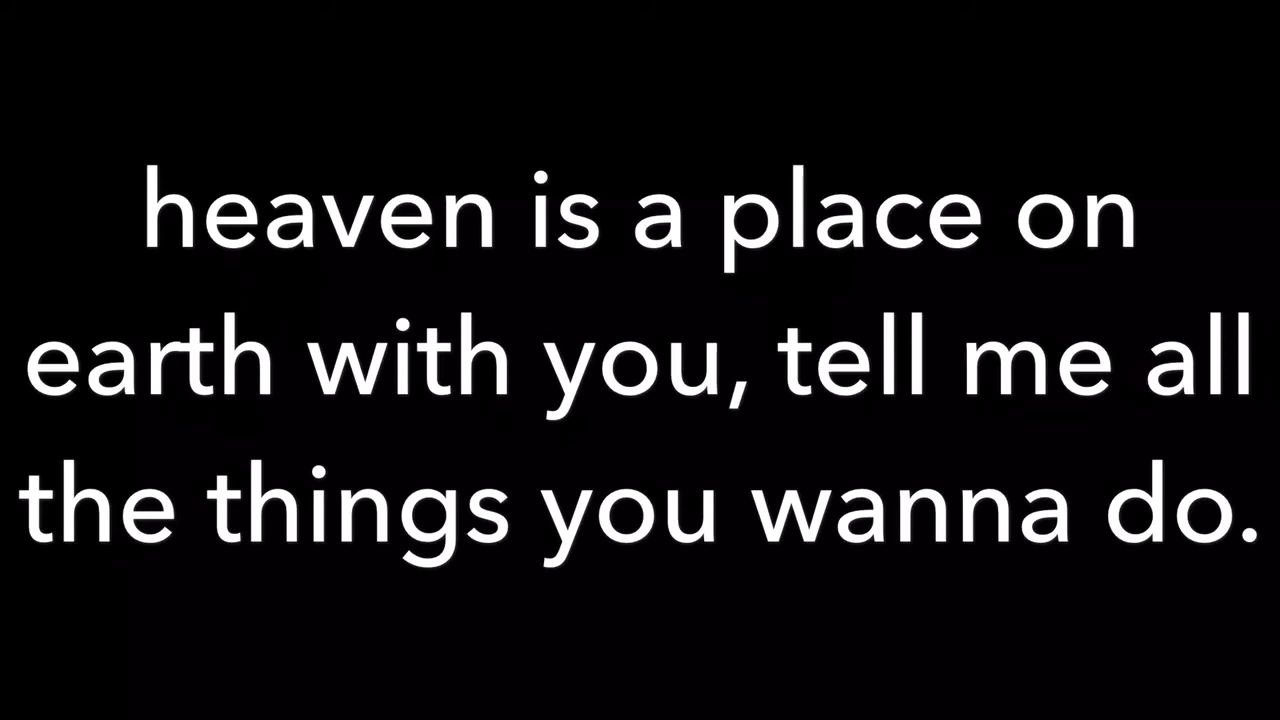 heaven is a place on
earth with you, tell me all
the things you wanna do.